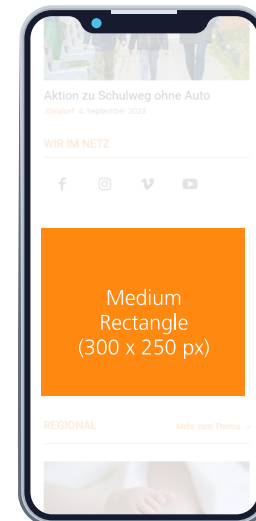 Aktion zu Schulweg ohne Auto
4. September 2023
WIR IM NETZ
Medium
Rectangle
(300 x 250 px)
REGIONAL
Mehr zum Thema >